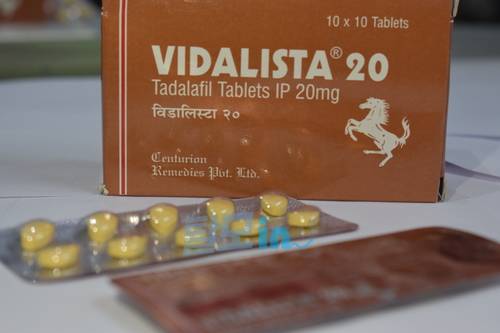 10 x 10 Tablets
VIDALISTA® 20
Tadalafil Tablets IP 20mg
विडालिस्टा २०
Centurion
Remedies Pvt. Ltd.